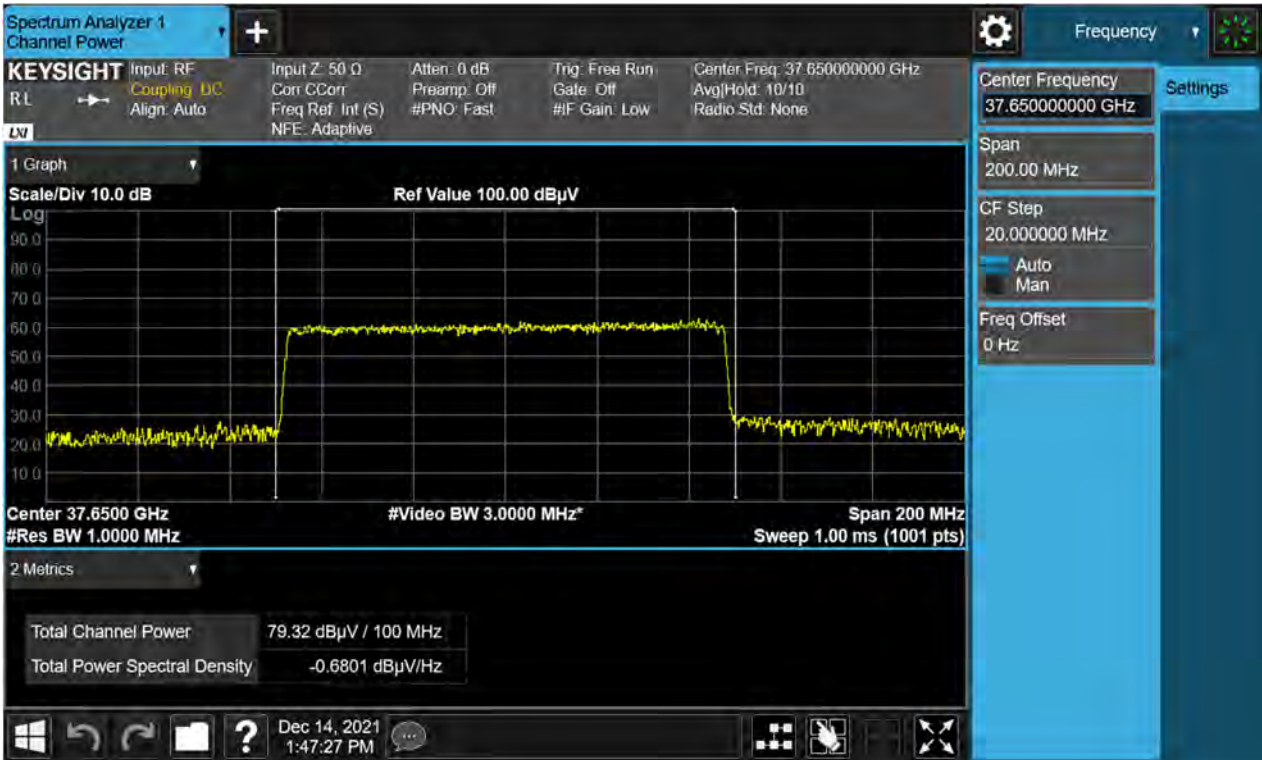 Spectrum Analyzer 1
Channel Power
Frequency
KEYSIGHT
Input: RF
Coupling: DC
Align: Auto
Input Z: 50 Ω
Corr CCorr
Freq Ref: Int (S)
NFE: Adaptive
Atten: 0 dB
Preamp: Off
#PNO: Fast
Trig: Free Run
Gate: Off
#IF Gain: Low
Center Freq: 37.650000000 GHz
Avg|Hold: 10/10
Radio Std: None
R L
LXI
Center Frequency
37.650000000 GHz
Settings
Span
200.00 MHz
CF Step
20.000000 MHz
Auto
Man
Freq Offset
0 Hz
1 Graph
Scale/Div 10.0 dB
Ref Value 100.00 dBµV
Log
90.0
80.0
70.0
60.0
50.0
40.0
30.0
20.0
10.0
Center 37.6500 GHz
#Video BW 3.0000 MHz*
Span 200 MHz
#Res BW 1.0000 MHz
Sweep 1.00 ms (1001 pts)
2 Metrics
Total Channel Power 79.32 dBµV / 100 MHz
Total Power Spectral Density -0.6801 dBµV/Hz
?
Dec 14, 2021
1:47:27 PM